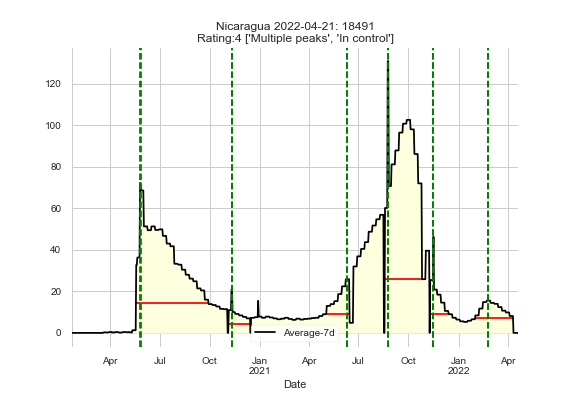 Nicaragua 2022-04-21: 18491
Rating:4 ['Multiple peaks', 'In control']
120
100
80
60
40
20
0
Average-7d
Apr Jul Oct Jan Apr Jul Oct Jan Apr
2021 2022
Date